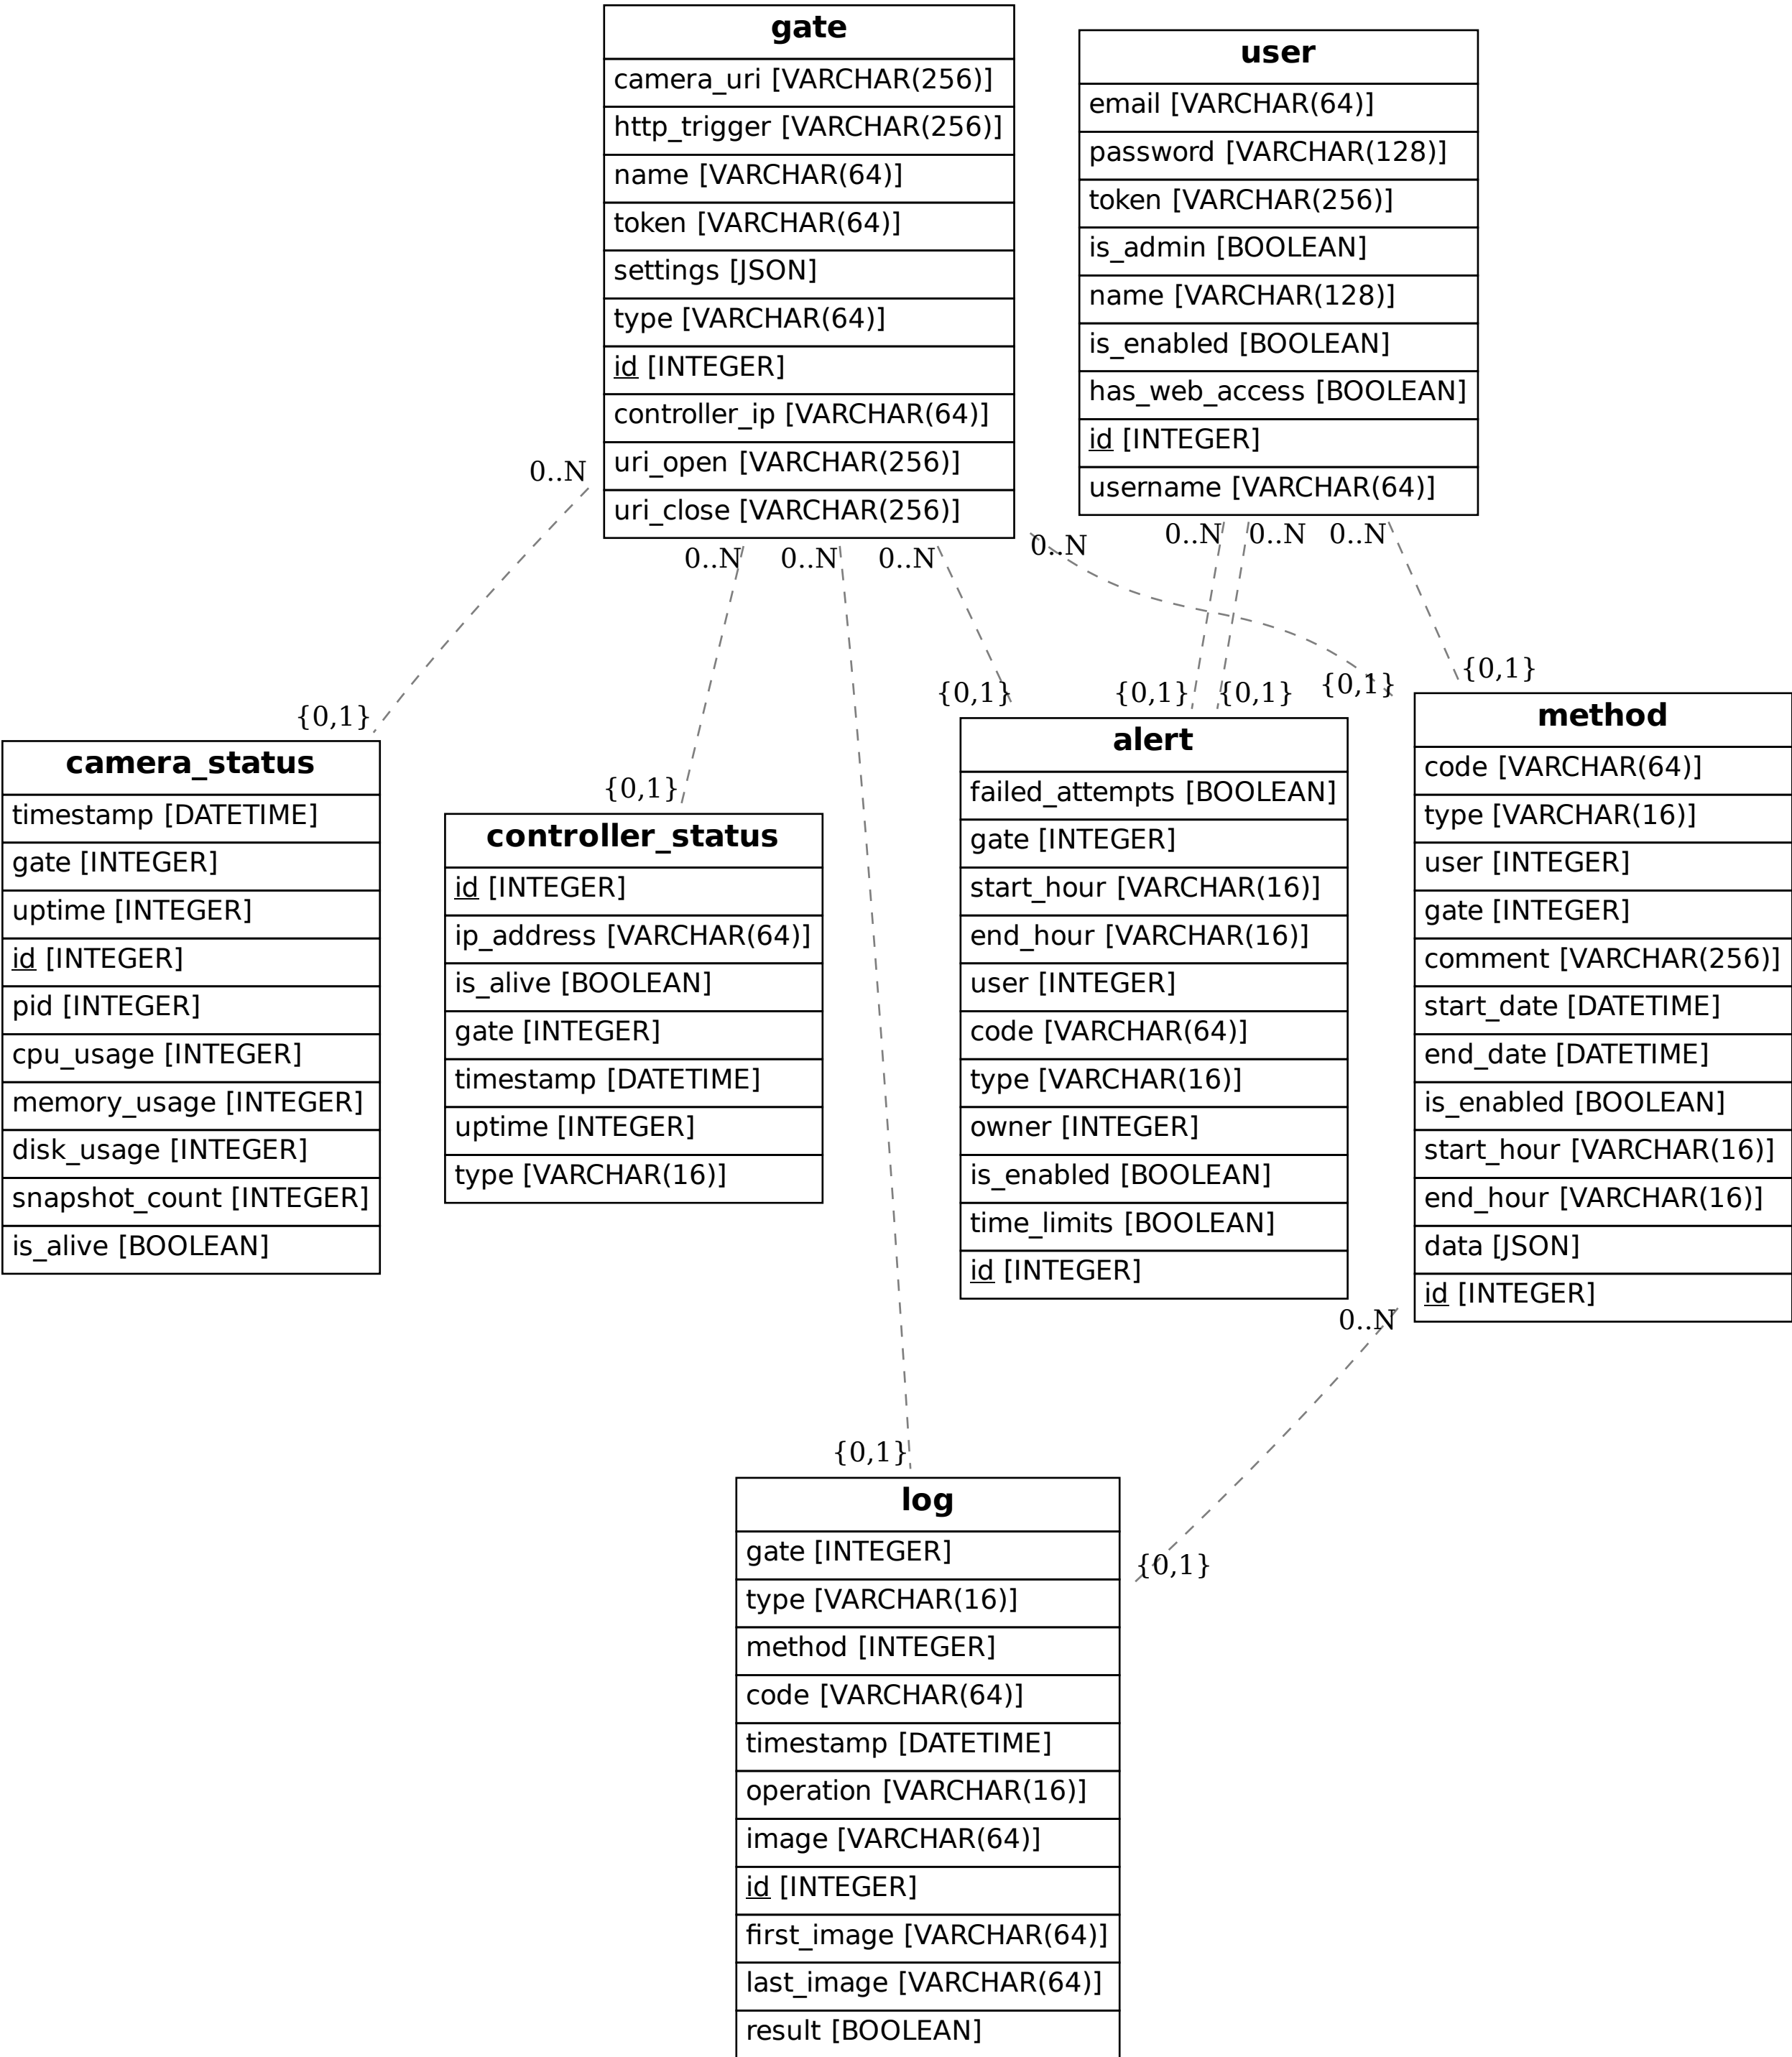 gate
camera_uri [VARCHAR(256)]
http_trigger [VARCHAR(256)]
name [VARCHAR(64)]
token [VARCHAR(64)]
settings [JSON]
type [VARCHAR(64)]
id [INTEGER]
controller_ip [VARCHAR(64)]
uri_open [VARCHAR(256)]
uri_close [VARCHAR(256)]
user
email [VARCHAR(64)]
password [VARCHAR(128)]
token [VARCHAR(256)]
is_admin [BOOLEAN]
name [VARCHAR(128)]
is_enabled [BOOLEAN]
has_web_access [BOOLEAN]
id [INTEGER]
username [VARCHAR(64)]
0..N
0..N
0..N
0..N
0..N
0..N
0..N
0..N
{0,1}
{0,1}
{0,1}
{0,1}
{0,1}
{0,1}
{0,1}
camera_status
timestamp [DATETIME]
gate [INTEGER]
uptime [INTEGER]
id [INTEGER]
pid [INTEGER]
cpu_usage [INTEGER]
memory_usage [INTEGER]
disk_usage [INTEGER]
snapshot_count [INTEGER]
is_alive [BOOLEAN]
controller_status
id [INTEGER]
ip_address [VARCHAR(64)]
is_alive [BOOLEAN]
gate [INTEGER]
timestamp [DATETIME]
uptime [INTEGER]
type [VARCHAR(16)]
alert
failed_attempts [BOOLEAN]
gate [INTEGER]
start_hour [VARCHAR(16)]
end_hour [VARCHAR(16)]
user [INTEGER]
code [VARCHAR(64)]
type [VARCHAR(16)]
owner [INTEGER]
is_enabled [BOOLEAN]
time_limits [BOOLEAN]
id [INTEGER]
method
code [VARCHAR(64)]
type [VARCHAR(16)]
user [INTEGER]
gate [INTEGER]
comment [VARCHAR(256)]
start_date [DATETIME]
end_date [DATETIME]
is_enabled [BOOLEAN]
start_hour [VARCHAR(16)]
end_hour [VARCHAR(16)]
data [JSON]
id [INTEGER]
0..N
{0,1}
{0,1}
log
gate [INTEGER]
type [VARCHAR(16)]
method [INTEGER]
code [VARCHAR(64)]
timestamp [DATETIME]
operation [VARCHAR(16)]
image [VARCHAR(64)]
id [INTEGER]
first_image [VARCHAR(64)]
last_image [VARCHAR(64)]
result [BOOLEAN]